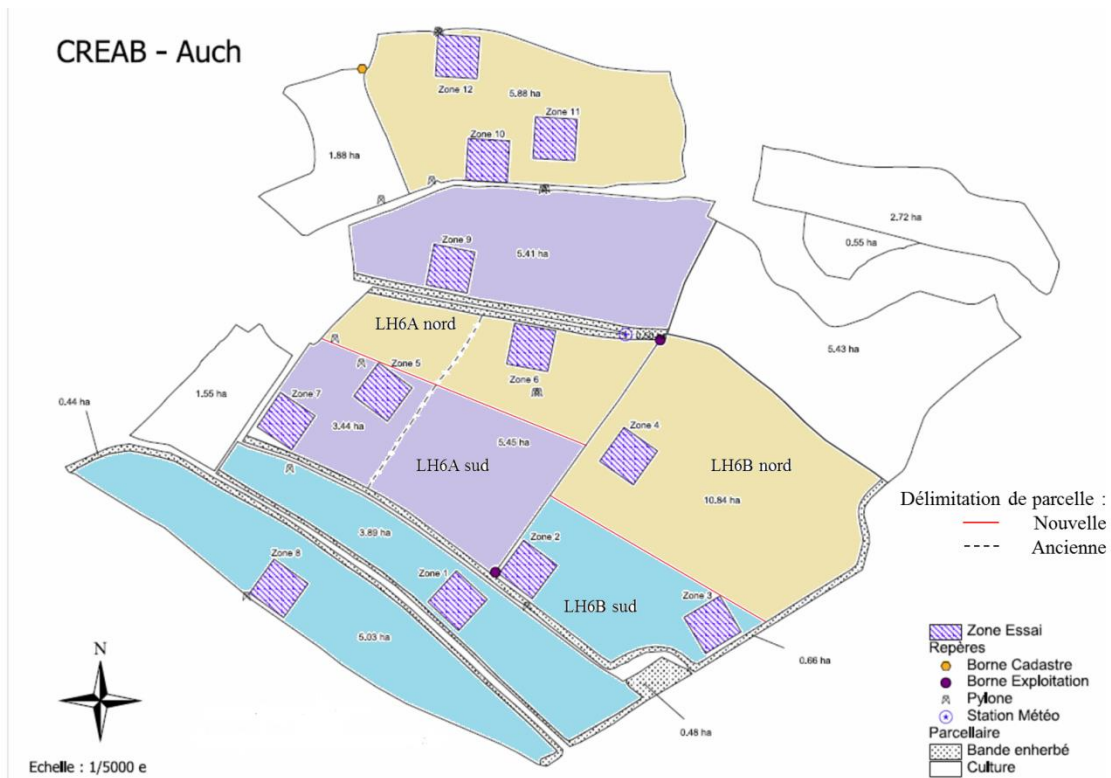 CREAB - Auch
Zone 12
5.88 ha
Zone 11
Zone 10
1.88 ha
2.72 ha
0.55 ha
Zone 9
5.41 ha
LH6A nord
5.43 ha
Zone 5
Zone 6
1.55 ha
0.44 ha
Zone 7
3.44 ha
5.45 ha
Zone 4
LH6A sud
LH6B nord
10.84 ha
Délimitation de parcelle :
Nouvelle
Ancienne
3.89 ha
Zone 2
Zone 8
Zone 1
LH6B sud
Zone 3
5.03 ha
0.66 ha
0.48 ha
N
Zone Essai
Repères
Borne Cadastre
Borne Exploitation
Pylone
Station Météo
Parcellaire
Bande enherbé
Culture
Echelle : 1/5000 e